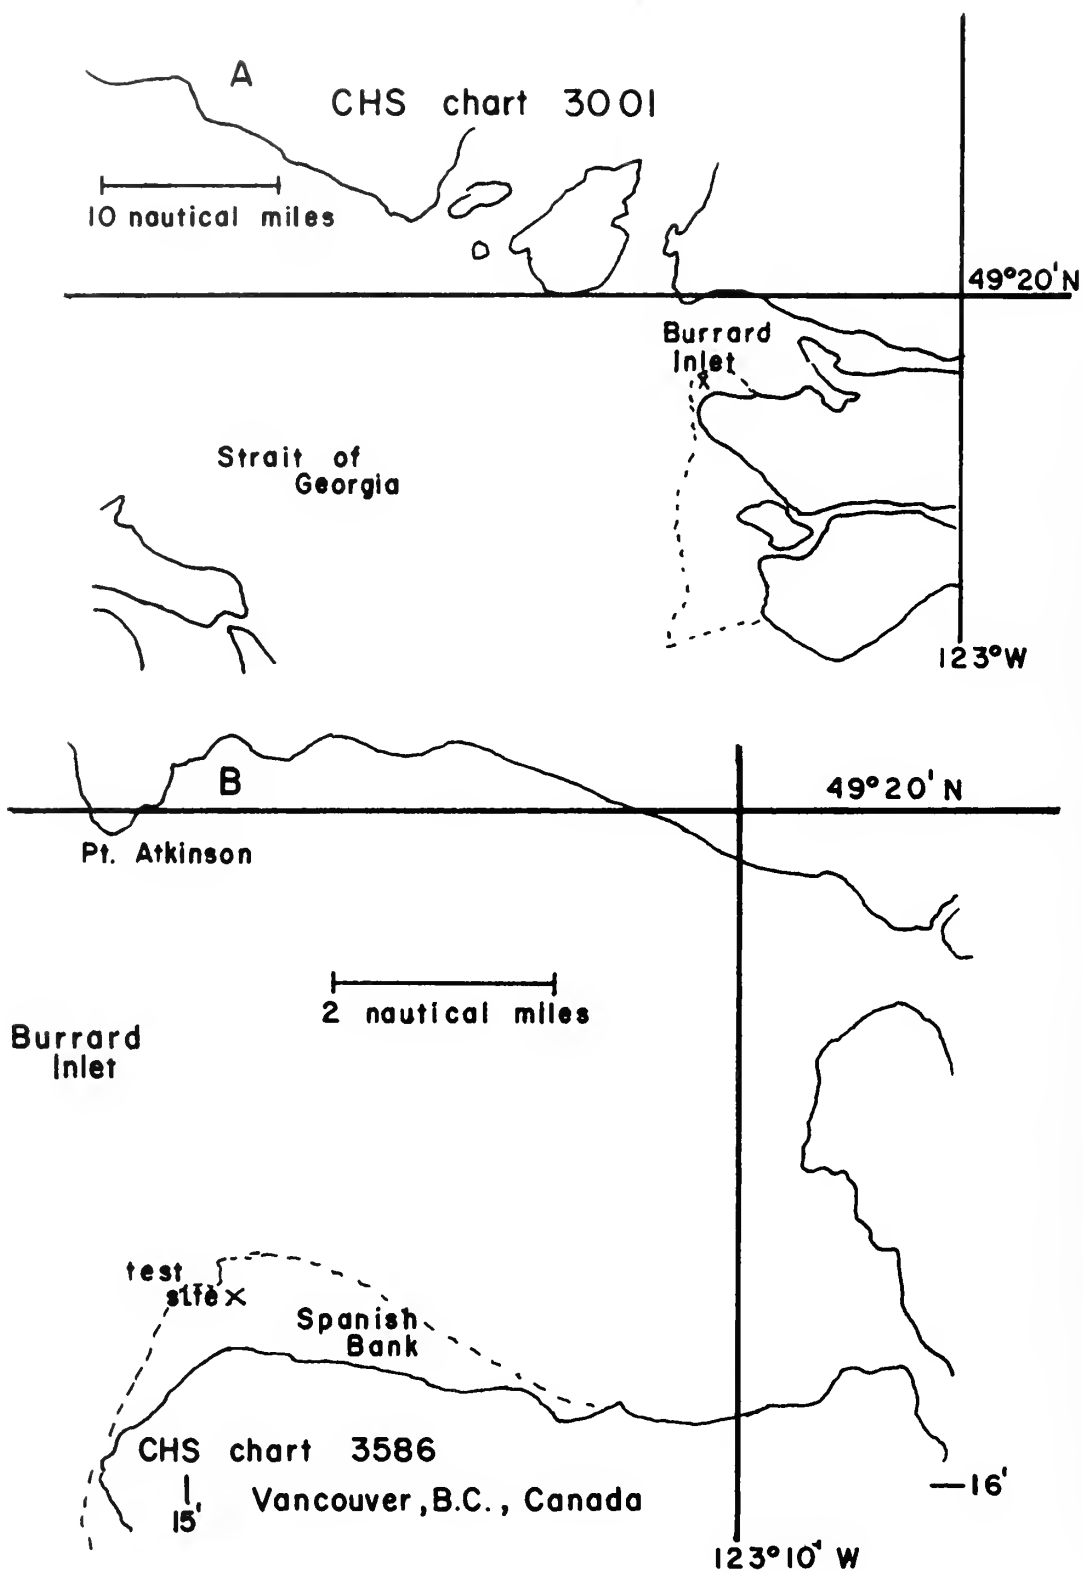 A
CHS chart 3001
10 nautical miles
49°20'N
Burrard
Inlet
x
Strait of
Georgia
123°W
B
49°20'N
Pt. Atkinson
2 nautical miles
Burrard
Inlet
test
site x
Spanish
Bank
CHS chart 3586
15'
Vancouver, B.C., Canada
16'
123°10' W